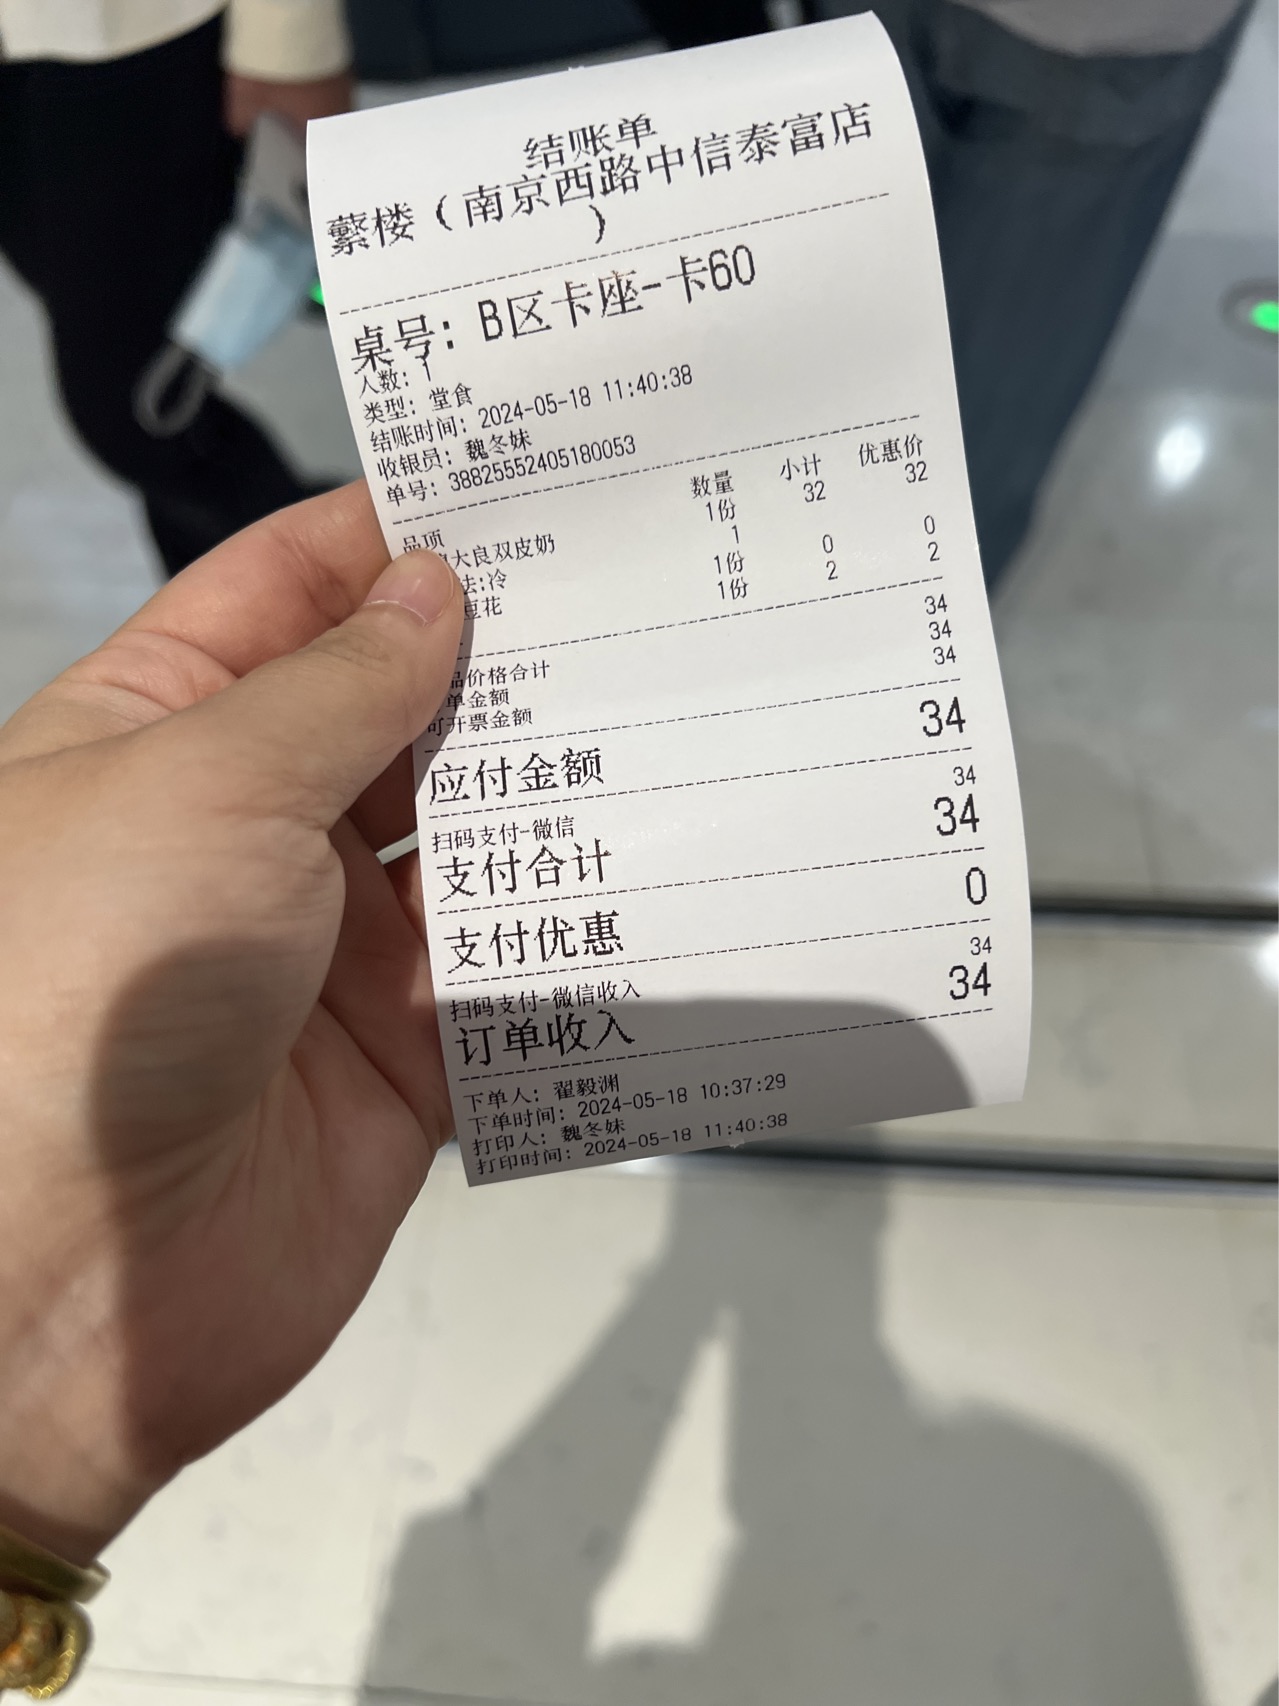 结账单
蘩楼（南京西路中信泰富店
）
桌号: B区卡座-卡60
人数: 1
类型: 堂食
结账时间: 2024-05-18 11:40:38
收银员: 魏冬妹
单号: 38825552405180053
品项 数量 小计 优惠价
大良双皮奶 1份 32 32
法:冷 1
豆花 1份 0 0
1份 2 2
品价格合计 34
单金额 34
可开票金额 34
应付金额 34
扫码支付-微信 34
支付合计 34
支付优惠 0
扫码支付-微信收入 34
订单收入 34
下单人: 翟毅渊
下单时间: 2024-05-18 10:37:29
打印人: 魏冬妹
打印时间: 2024-05-18 11:40:38